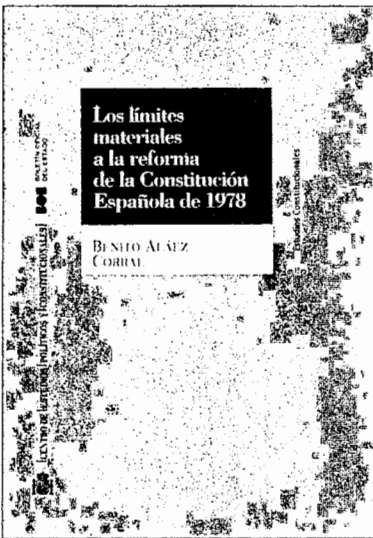 Los límites
materiales
a la reforma
de la Constitución
Española de 1978
BENITO ALÁEZ
CORRAL
BOE
BOLETÍN OFICIAL
DEL ESTADO
CENTRO DE ESTUDIOS POLÍTICOS Y CONSTITUCIONALES
Estudios Constitucionales